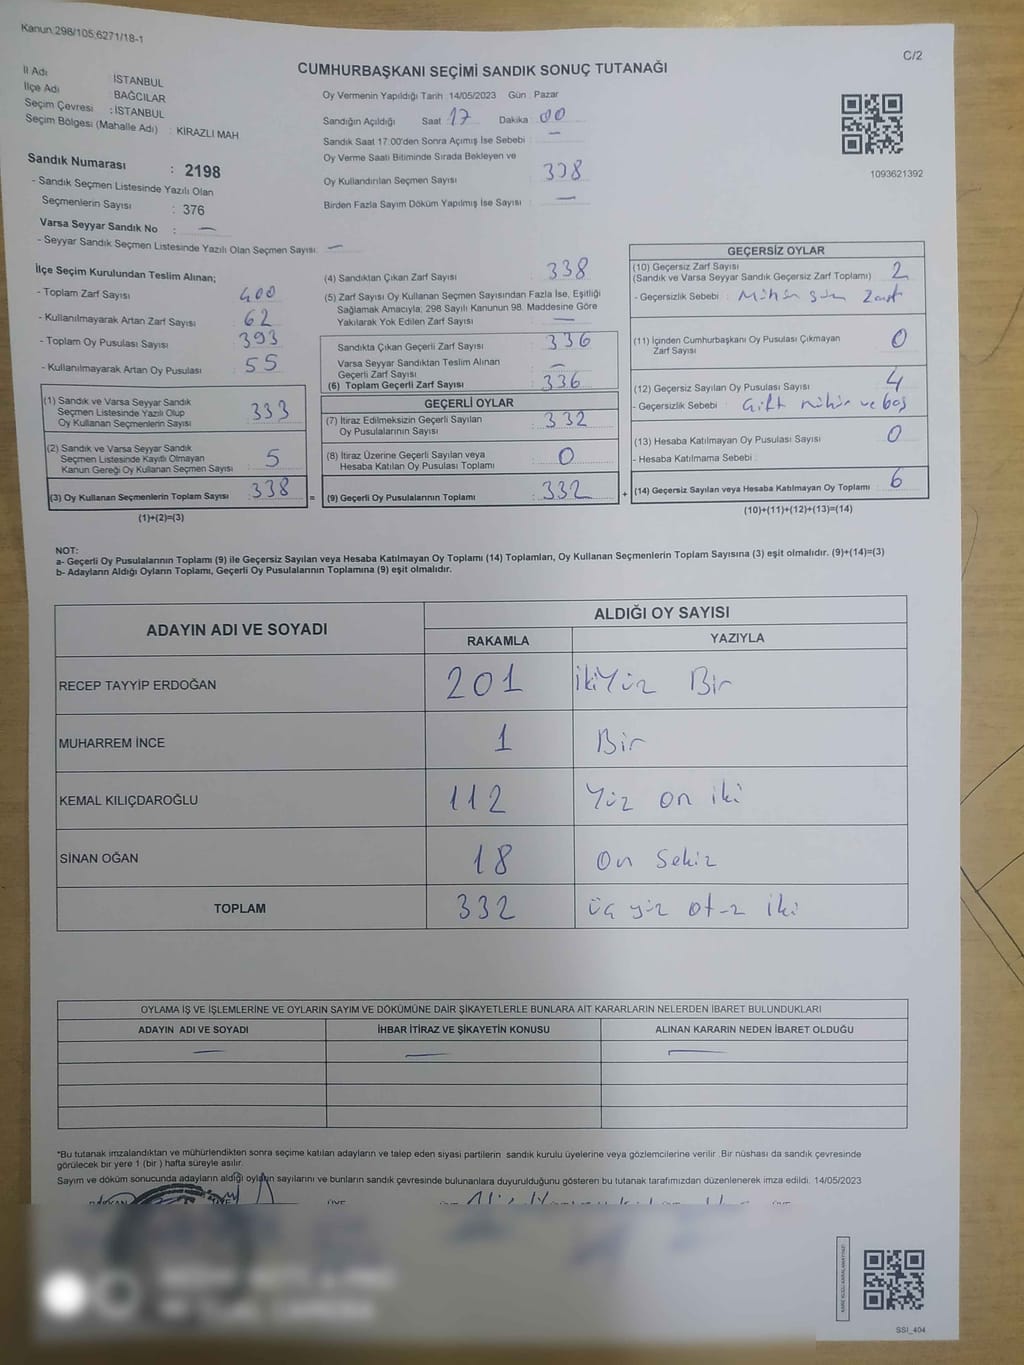 Kanun:298/105;6271/18-1
C/2
CUMHURBAŞKANI SEÇİMİ SANDIK SONUÇ TUTANAĞI
İl Adı : İSTANBUL
İlçe Adı BAĞCILAR
Seçim Çevresi : İSTANBUL
Seçim Bölgesi (Mahalle Adı) : KİRAZLI MAH
Oy Vermenin Yapıldığı Tarih 14/05/2023 Gün Pazar
Sandığın Açıldığı Saat : 17 Dakika 00
Sandık Saat 17:00'den Sonra Açımış İse Sebebi : —
Oy Verme Saati Bitiminde Sırada Bekleyen ve
Oy Kullandırılan Seçmen Sayısı : 338
Birden Fazla Sayım Döküm Yapılmış İse Sayısı : —
1093621392
Sandık Numarası : 2198
- Sandık Seçmen Listesinde Yazılı Olan
Seçmenlerin Sayısı : 376
Varsa Seyyar Sandık No : —
- Seyyar Sandık Seçmen Listesinde Yazılı Olan Seçmen Sayısı: —
İlçe Seçim Kurulundan Teslim Alınan;
- Toplam Zarf Sayısı : 400
- Kullanılmayarak Artan Zarf Sayısı : 62
- Toplam Oy Pusulası Sayısı : 393
- Kullanılmayarak Artan Oy Pusulası : 55
(1) Sandık ve Varsa Seyyar Sandık
Seçmen Listesinde Yazılı Olup
Oy Kullanan Seçmenlerin Sayısı : 333
(2) Sandık ve Varsa Seyyar Sandık
Seçmen Listesinde Kayıtlı Olmayan
Kanun Gereği Oy Kullanan Seçmen Sayısı : 5
(3) Oy Kullanan Seçmenlerin Toplam Sayısı : 338 =
(1)+(2)=(3)
(4) Sandıktan Çıkan Zarf Sayısı : 338
(5) Zarf Sayısı Oy Kullanan Seçmen Sayısından Fazla İse, Eşitliği
Sağlamak Amacıyla, 298 Sayılı Kanunun 98. Maddesine Göre
Yakılarak Yok Edilen Zarf Sayısı : —
Sandıkta Çıkan Geçerli Zarf Sayısı : 336
Varsa Seyyar Sandıktan Teslim Alınan
Geçerli Zarf Sayısı : —
(6) Toplam Geçerli Zarf Sayısı : 336
GEÇERLİ OYLAR
(7) İtiraz Edilmeksizin Geçerli Sayılan
Oy Pusulalarının Sayısı : 332
(8) İtiraz Üzerine Geçerli Sayılan veya
Hesaba Katılan Oy Pusulası Toplamı : 0
(9) Geçerli Oy Pusulalarının Toplamı : 332 +
GEÇERSİZ OYLAR
(10) Geçersiz Zarf Sayısı
(Sandık ve Varsa Seyyar Sandık Geçersiz Zarf Toplamı) : 2
- Geçersizlik Sebebi : Mühürsüz Zarf
(11) İçinden Cumhurbaşkanı Oy Pusulası Çıkmayan
Zarf Sayısı : 0
(12) Geçersiz Sayılan Oy Pusulası Sayısı : 4
- Geçersizlik Sebebi : Çift mühür ve boş
(13) Hesaba Katılmayan Oy Pusulası Sayısı : 0
- Hesaba Katılmama Sebebi :
(14) Geçersiz Sayılan veya Hesaba Katılmayan Oy Toplamı : 6
(10)+(11)+(12)+(13)=(14)
NOT:
a- Geçerli Oy Pusulalarının Toplamı (9) ile Geçersiz Sayılan veya Hesaba Katılmayan Oy Toplamı (14) Toplamları, Oy Kullanan Seçmenlerin Toplam Sayısına (3) eşit olmalıdır. (9)+(14)=(3)
b- Adayların Aldığı Oyların Toplamı, Geçerli Oy Pusulalarının Toplamına (9) eşit olmalıdır.
ADAYIN ADI VE SOYADI ALDIĞI OY SAYISI
RAKAMLA YAZIYLA
RECEP TAYYİP ERDOĞAN 201 İkiyüz Bir
MUHARREM İNCE 1 Bir
KEMAL KILIÇDAROĞLU 112 Yüz on iki
SİNAN OĞAN 18 On sekiz
TOPLAM 332 üç yüz otuz iki
OYLAMA İŞ VE İŞLEMLERİNE VE OYLARIN SAYIM VE DÖKÜMÜNE DAİR ŞİKAYETLERLE BUNLARA AİT KARARLARIN NELERDEN İBARET BULUNDUKLARI
ADAYIN ADI VE SOYADI İHBAR İTİRAZ VE ŞİKAYETİN KONUSU ALINAN KARARIN NEDEN İBARET OLDUĞU
— — —
*Bu tutanak imzalandıktan ve mühürlendikten sonra seçime katılan adayların ve talep eden siyasi partilerin sandık kurulu üyelerine veya gözlemcilerine verilir .Bir nüshası da sandık çevresinde
görülecek bir yere 1 (bir ) hafta süreyle asılır.
Sayım ve döküm sonucunda adayların aldığı oyların sayılarını ve bunların sandık çevresinde bulunanlara duyurulduğunu gösteren bu tutanak tarafımızdan düzenlenerek imza edildi. 14/05/2023
SSI_404